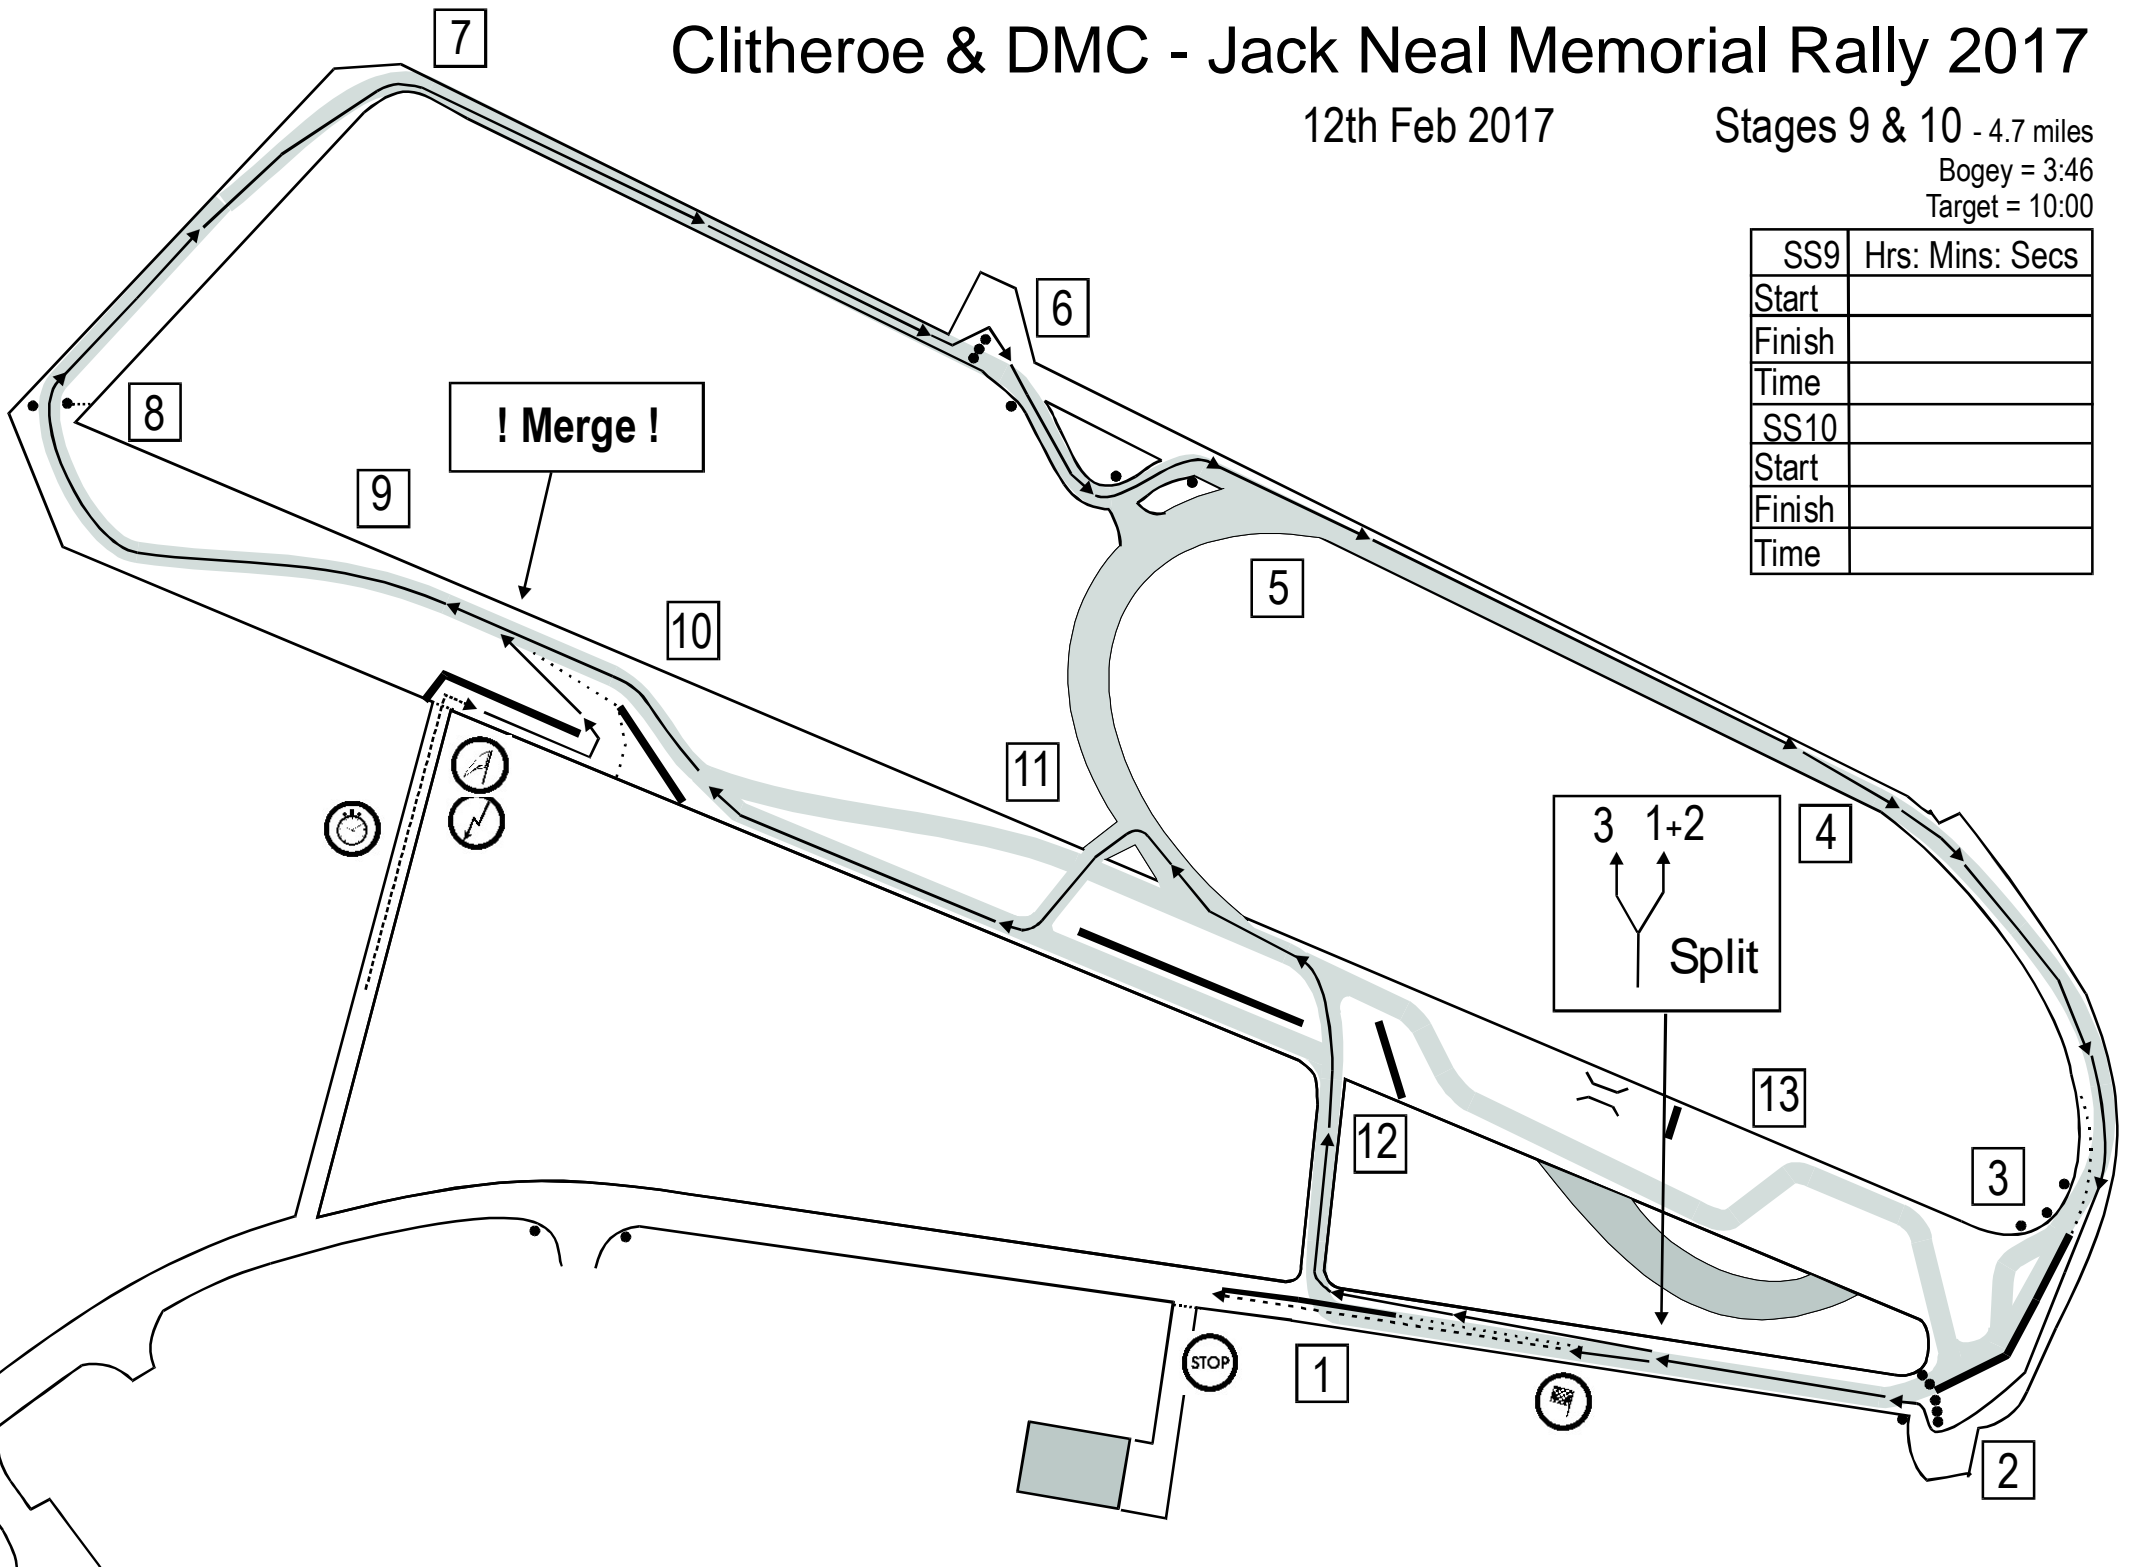 Clitheroe & DMC - Jack Neal Memorial Rally 2017
12th Feb 2017
Stages 9 & 10 - 4.7 miles
Bogey = 3:46
Target = 10:00
SS9 Hrs: Mins: Secs
Start
Finish
Time
SS10
Start
Finish
Time
7
6
8
! Merge !
9
5
10
11
4
3 1+2
Split
13
12
3
STOP
1
2